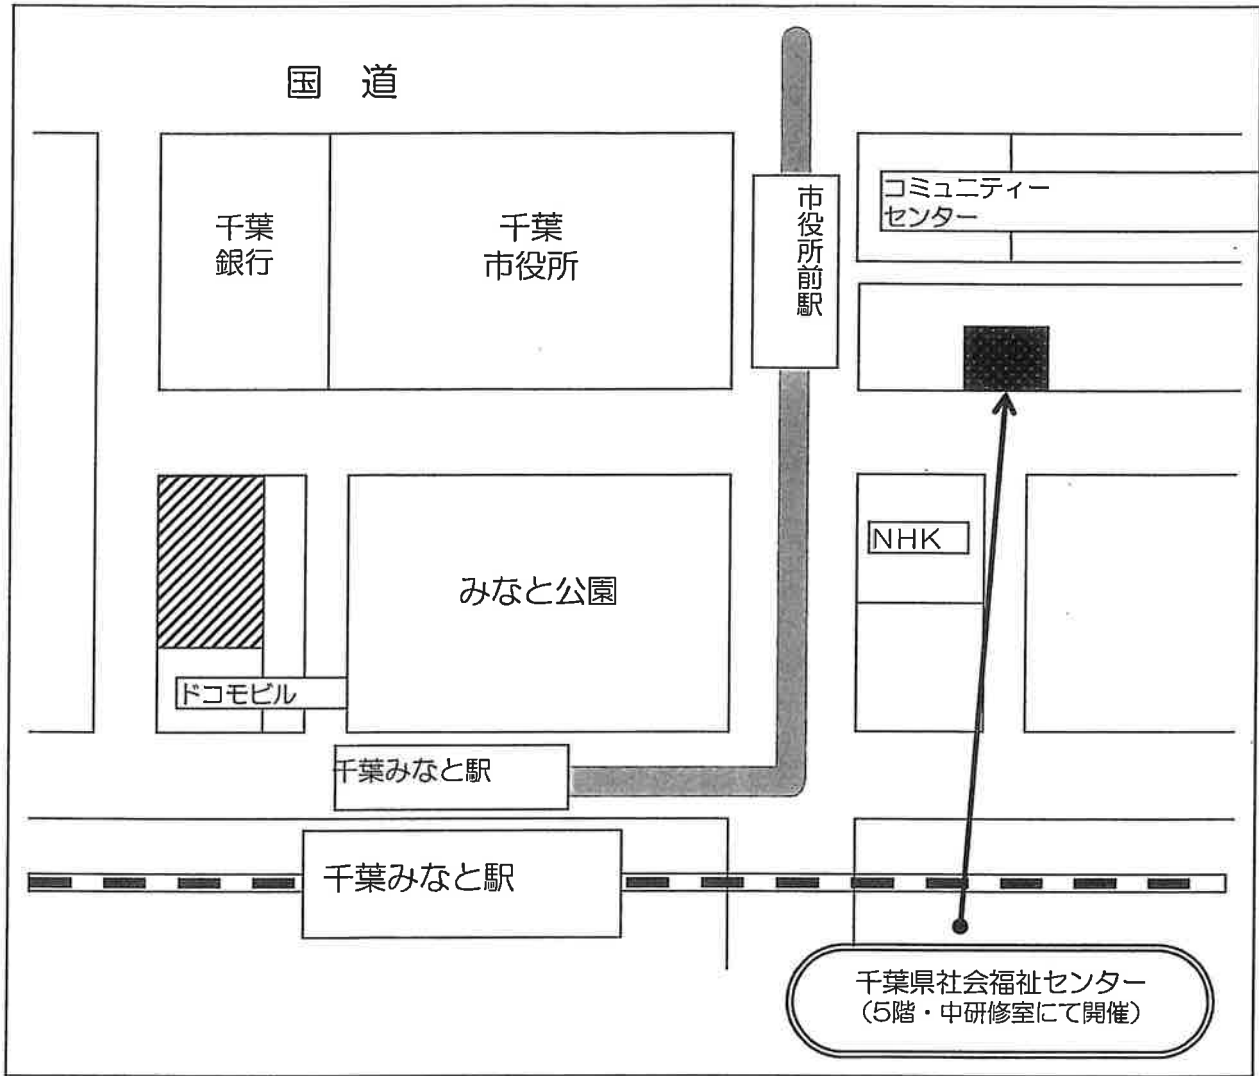 国 道
千葉
銀行
千葉
市役所
市役所前駅
コミュニティー
センター
NHK
みなと公園
ドコモビル
千葉みなと駅
千葉みなと駅
千葉県社会福祉センター
(5階・中研修室にて開催)